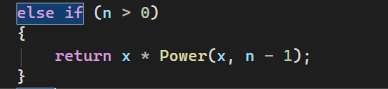 else if (n > 0)
{
    return x * Power(x, n - 1);
}